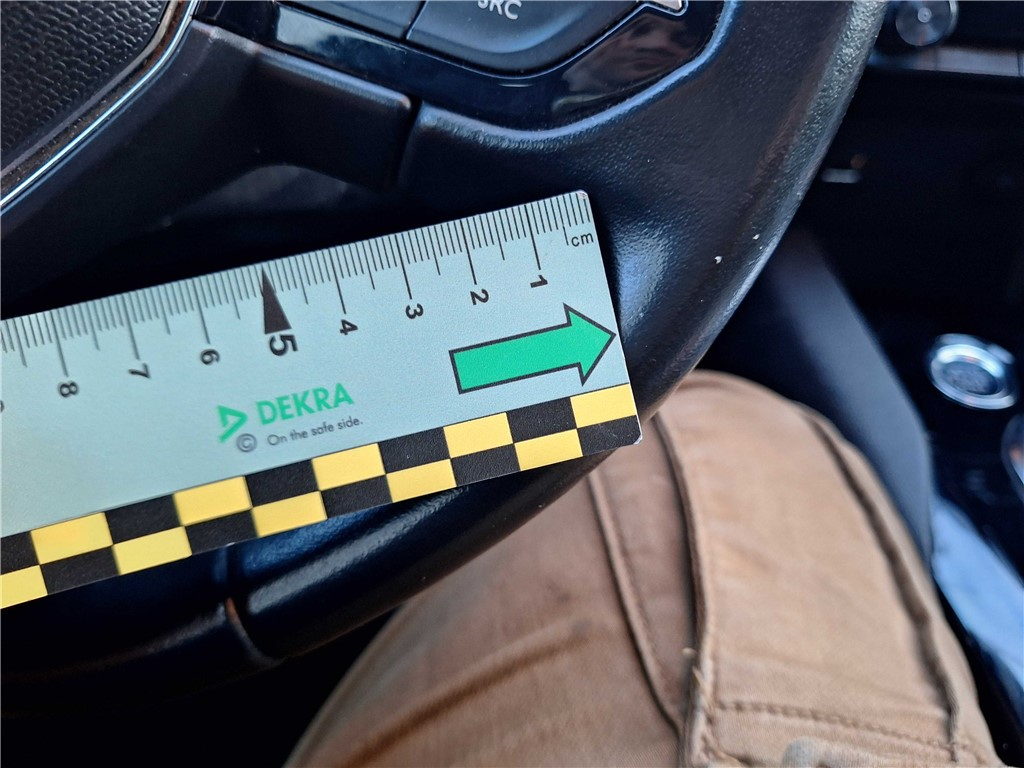 SRC
cm
8 7 6 5 4 3 2 1
DEKRA
© On the safe side.